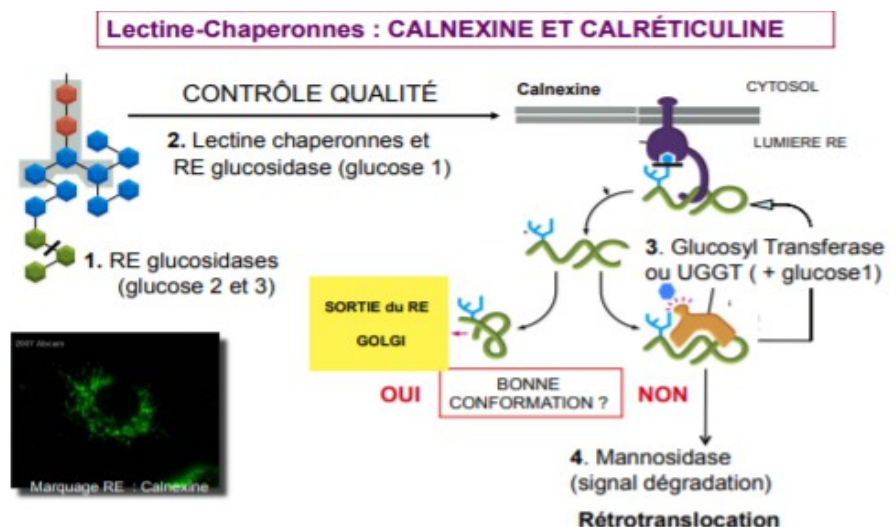 Lectine-Chaperonnes : CALNEXINE ET CALRÉTICULINE
CONTRÔLE QUALITÉ
2. Lectine chaperonnes et
RE glucosidase (glucose 1)
Calnexine
CYTOSOL
LUMIERE RE
1. RE glucosidases
(glucose 2 et 3)
3. Glucosyl Transferase
ou UGGT ( + glucose1)
SORTIE du RE
GOLGI
OUI
BONNE
CONFORMATION ?
NON
4. Mannosidase
(signal dégradation)
Rétrotranslocation
2007 Abcam
Marquage RE : Calnexine